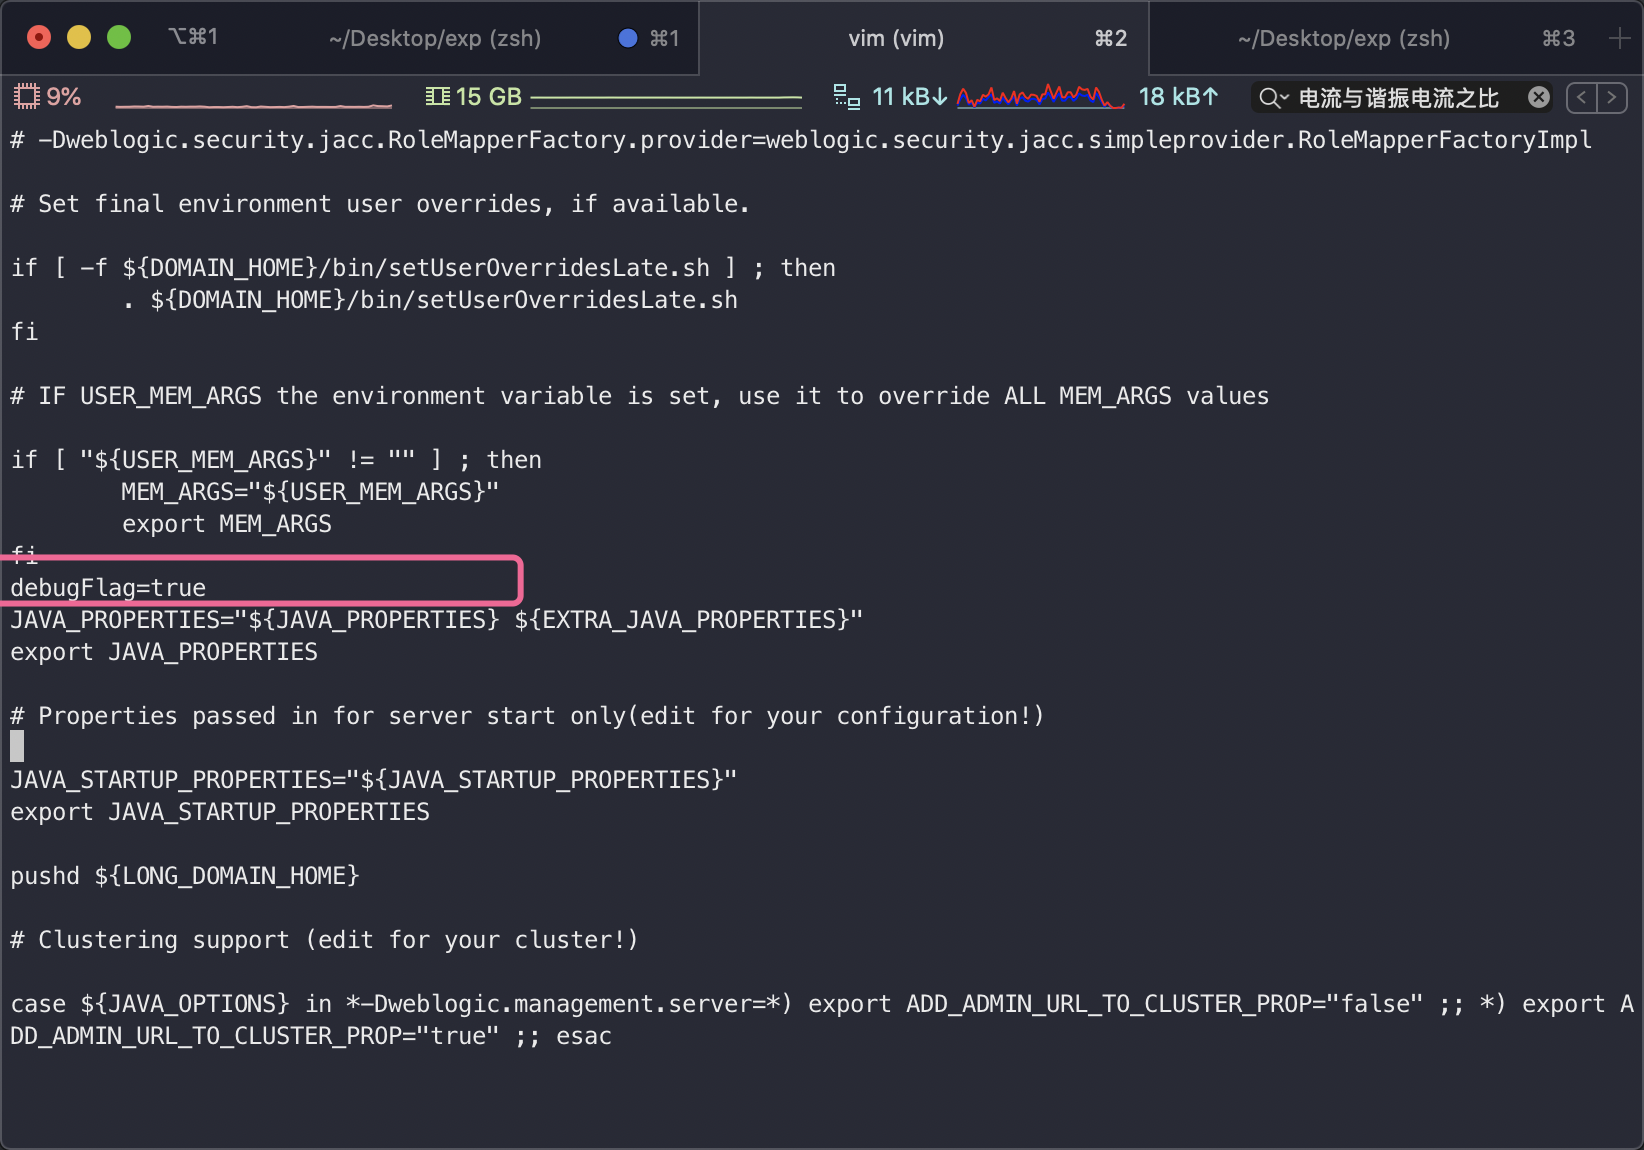 ⌥⌘1 ~/Desktop/exp (zsh) ⌘1 vim (vim) ⌘2 ~/Desktop/exp (zsh) ⌘3 +
9% 15 GB 11 kB↓ 18 kB↑ 电流与谐振电流之比
# -Dweblogic.security.jacc.RoleMapperFactory.provider=weblogic.security.jacc.simpleprovider.RoleMapperFactoryImpl
# Set final environment user overrides, if available.
if [ -f ${DOMAIN_HOME}/bin/setUserOverridesLate.sh ] ; then
        . ${DOMAIN_HOME}/bin/setUserOverridesLate.sh
fi
# IF USER_MEM_ARGS the environment variable is set, use it to override ALL MEM_ARGS values
if [ "${USER_MEM_ARGS}" != "" ] ; then
        MEM_ARGS="${USER_MEM_ARGS}"
        export MEM_ARGS
fi
debugFlag=true
JAVA_PROPERTIES="${JAVA_PROPERTIES} ${EXTRA_JAVA_PROPERTIES}"
export JAVA_PROPERTIES
# Properties passed in for server start only(edit for your configuration!)
JAVA_STARTUP_PROPERTIES="${JAVA_STARTUP_PROPERTIES}"
export JAVA_STARTUP_PROPERTIES
pushd ${LONG_DOMAIN_HOME}
# Clustering support (edit for your cluster!)
case ${JAVA_OPTIONS} in *-Dweblogic.management.server=*) export ADD_ADMIN_URL_TO_CLUSTER_PROP="false" ;; *) export A
DD_ADMIN_URL_TO_CLUSTER_PROP="true" ;; esac